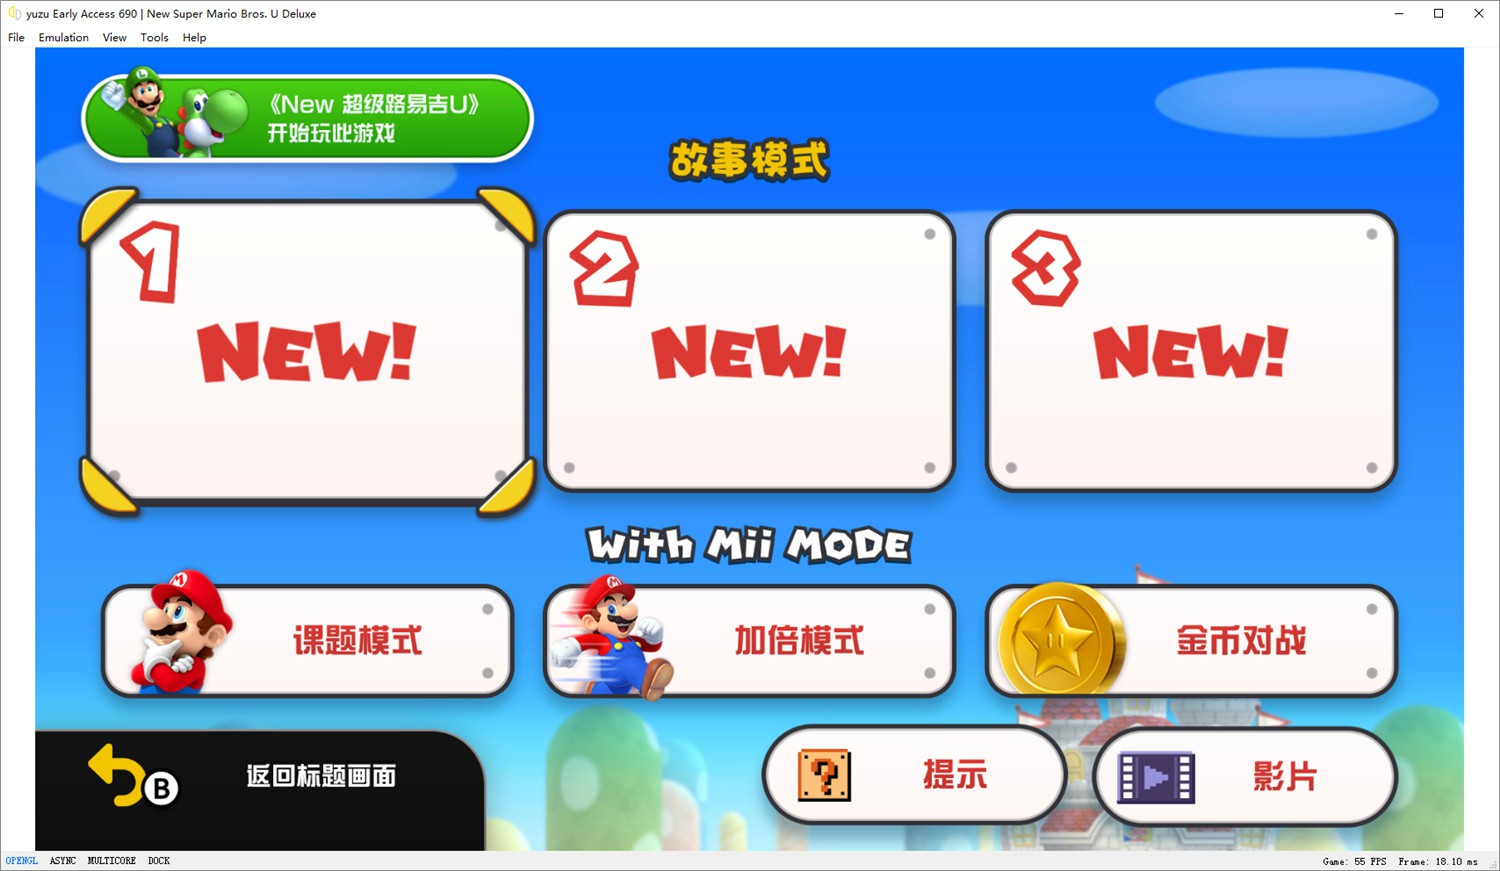 yuzu Early Access 690 | New Super Mario Bros. U Deluxe
File Emulation View Tools Help
《New 超级路易吉U》
开始玩此游戏
故事模式
1
NEW!
2
NEW!
3
NEW!
With Mii MODE
课题模式
加倍模式
金币对战
B 返回标题画面
? 提示
影片
OPENGL ASYNC MULTICORE DOCK
Game: 55 FPS Frame: 18.10 ms